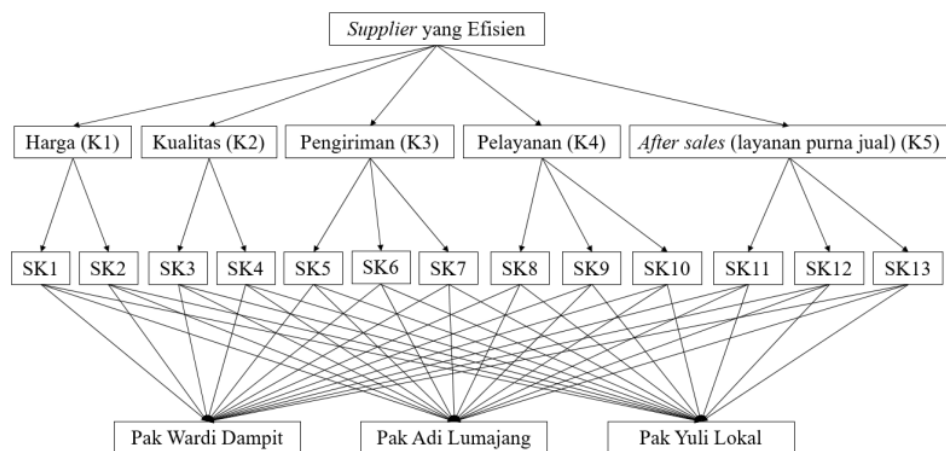 Supplier yang Efisien
Harga (K1)
Kualitas (K2)
Pengiriman (K3)
Pelayanan (K4)
After sales (layanan purna jual) (K5)
SK1
SK2
SK3
SK4
SK5
SK6
SK7
SK8
SK9
SK10
SK11
SK12
SK13
Pak Wardi Dampit
Pak Adi Lumajang
Pak Yuli Lokal